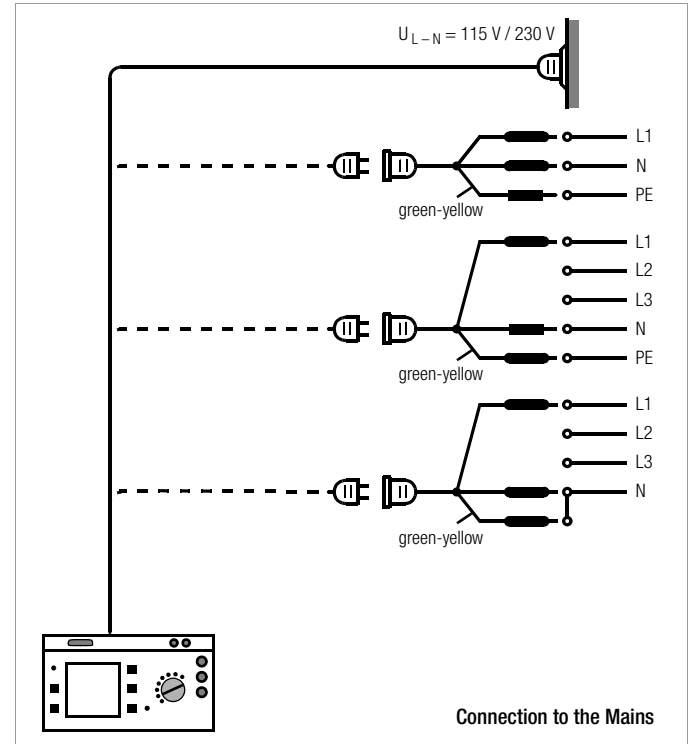 U L – N = 115 V / 230 V
L1
N
PE
green-yellow
L1
L2
L3
N
PE
green-yellow
L1
L2
L3
N
green-yellow
Connection to the Mains